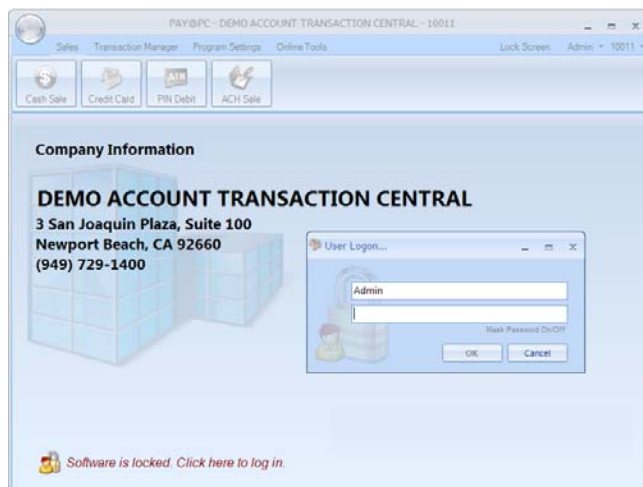 PAY@PC - DEMO ACCOUNT TRANSACTION CENTRAL - 10011
Sales Transaction Manager Program Settings Online Tools Lock Screen Admin 10011
Cash Sale Credit Card PIN Debit ACH Sale
Company Information
DEMO ACCOUNT TRANSACTION CENTRAL
3 San Joaquin Plaza, Suite 100
Newport Beach, CA 92660
(949) 729-1400
User Logon...
Admin
Mask Password On/Off
OK Cancel
Software is locked. Click here to log in.